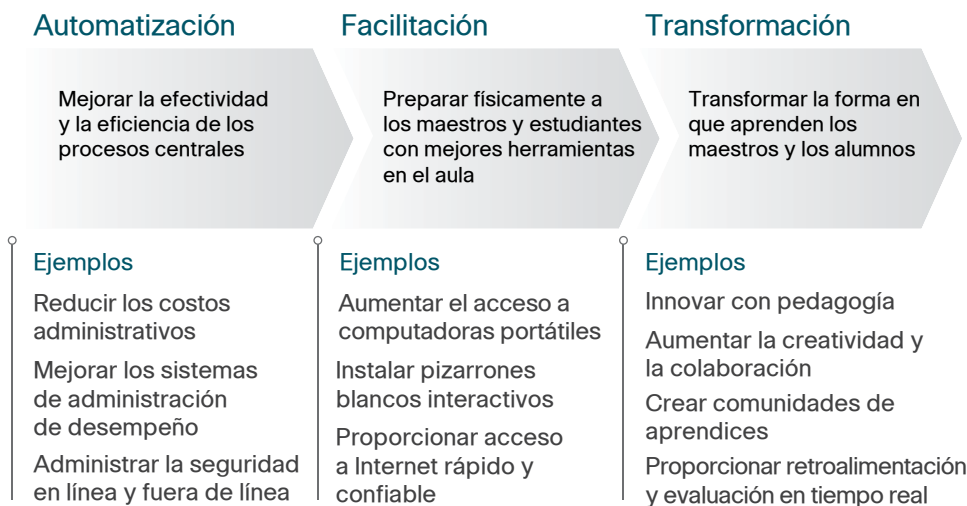 Automatización
Mejorar la efectividad
y la eficiencia de los
procesos centrales
Ejemplos
Reducir los costos
administrativos
Mejorar los sistemas
de administración
de desempeño
Administrar la seguridad
en línea y fuera de línea
Facilitación
Preparar físicamente a
los maestros y estudiantes
con mejores herramientas
en el aula
Ejemplos
Aumentar el acceso a
computadoras portátiles
Instalar pizarrones
blancos interactivos
Proporcionar acceso
a Internet rápido y
confiable
Transformación
Transformar la forma en
que aprenden los
maestros y los alumnos
Ejemplos
Innovar con pedagogía
Aumentar la creatividad y
la colaboración
Crear comunidades de
aprendices
Proporcionar retroalimentación
y evaluación en tiempo real